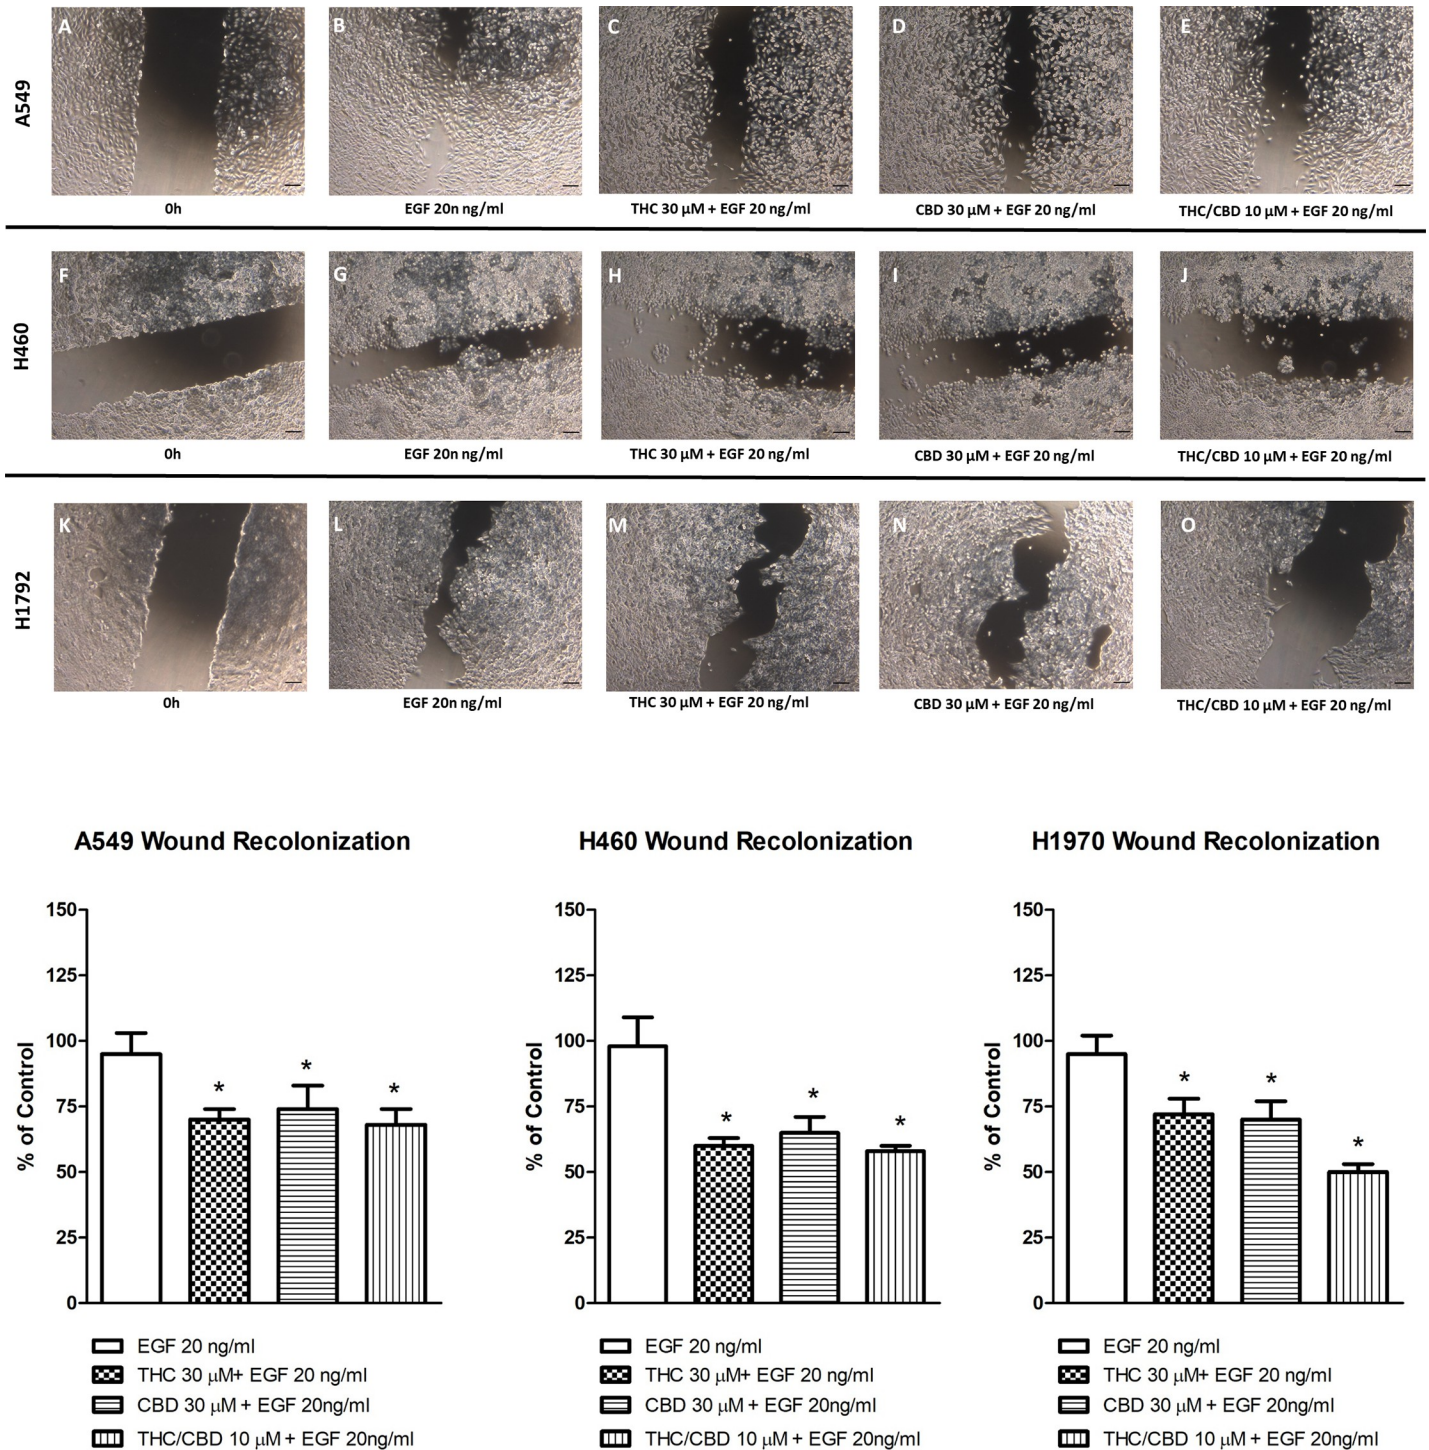 A B C D E
A549
0h EGF 20n ng/ml THC 30 µM + EGF 20 ng/ml CBD 30 µM + EGF 20 ng/ml THC/CBD 10 µM + EGF 20 ng/ml
F G H I J
H460
0h EGF 20n ng/ml THC 30 µM + EGF 20 ng/ml CBD 30 µM + EGF 20 ng/ml THC/CBD 10 µM + EGF 20 ng/ml
K L M N O
H1792
0h EGF 20n ng/ml THC 30 µM + EGF 20 ng/ml CBD 30 µM + EGF 20 ng/ml THC/CBD 10 µM + EGF 20 ng/ml
A549 Wound Recolonization
% of Control
150
125
100
75
50
25
0
* * *
EGF 20 ng/ml
THC 30 µM+ EGF 20 ng/ml
CBD 30 µM + EGF 20ng/ml
THC/CBD 10 µM + EGF 20ng/ml
H460 Wound Recolonization
% of Control
150
125
100
75
50
25
0
* * *
EGF 20 ng/ml
THC 30 µM+ EGF 20 ng/ml
CBD 30 µM + EGF 20ng/ml
THC/CBD 10 µM + EGF 20ng/ml
H1970 Wound Recolonization
% of Control
150
125
100
75
50
25
0
* * *
EGF 20 ng/ml
THC 30 µM+ EGF 20 ng/ml
CBD 30 µM + EGF 20ng/ml
THC/CBD 10 µM + EGF 20ng/ml